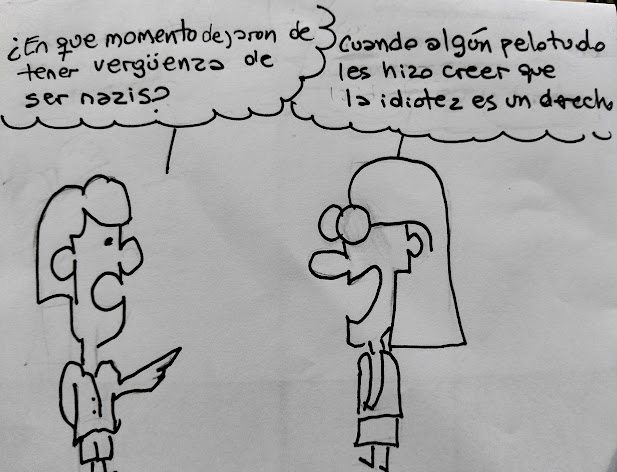 ¿En que momento dejaron de
tener vergüenza de
ser nazis?
Cuando algún pelotudo
les hizo creer que
la idiotez es un derecho